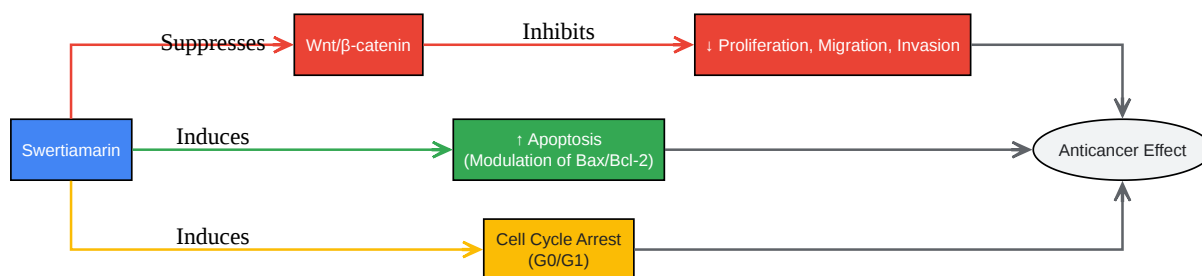 Suppresses
Wnt/β-catenin
Inhibits
↓ Proliferation, Migration, Invasion
Swertiamarin
Induces
↑ Apoptosis
(Modulation of Bax/Bcl-2)
Anticancer Effect
Induces
Cell Cycle Arrest
(G0/G1)